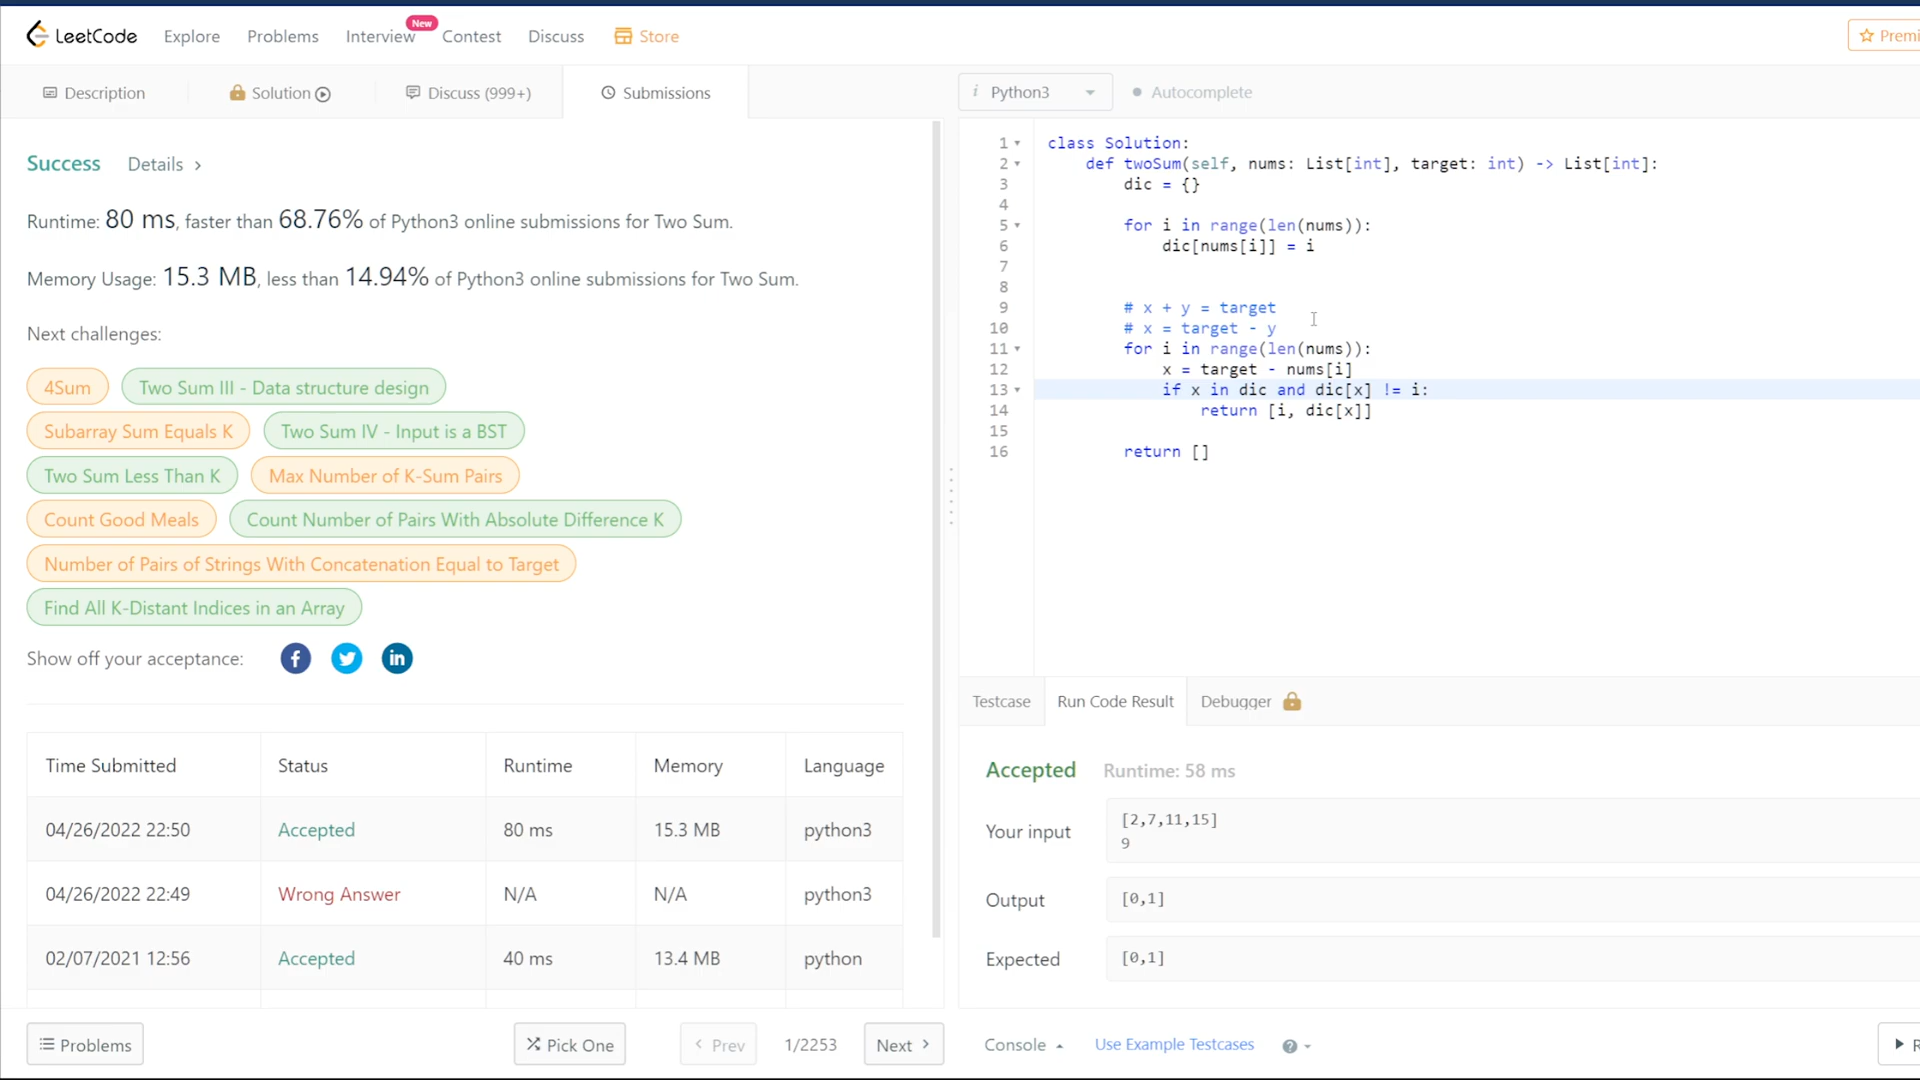 LeetCode Explore Problems Interview New Contest Discuss Store Premi
Description Solution Discuss (999+) Submissions
Success Details >
Runtime: 80 ms, faster than 68.76% of Python3 online submissions for Two Sum.
Memory Usage: 15.3 MB, less than 14.94% of Python3 online submissions for Two Sum.
Next challenges:
4Sum Two Sum III - Data structure design
Subarray Sum Equals K Two Sum IV - Input is a BST
Two Sum Less Than K Max Number of K-Sum Pairs
Count Good Meals Count Number of Pairs With Absolute Difference K
Number of Pairs of Strings With Concatenation Equal to Target
Find All K-Distant Indices in an Array
Show off your acceptance:
Time Submitted Status Runtime Memory Language
04/26/2022 22:50 Accepted 80 ms 15.3 MB python3
04/26/2022 22:49 Wrong Answer N/A N/A python3
02/07/2021 12:56 Accepted 40 ms 13.4 MB python
Problems Pick One < Prev 1/2253 Next >
i Python3 Autocomplete
1 class Solution:
2 def twoSum(self, nums: List[int], target: int) -> List[int]:
3 dic = {}
4
5 for i in range(len(nums)):
6 dic[nums[i]] = i
7
8
9 # x + y = target
10 # x = target - y
11 for i in range(len(nums)):
12 x = target - nums[i]
13 if x in dic and dic[x] != i:
14 return [i, dic[x]]
15
16 return []
Testcase Run Code Result Debugger
Accepted Runtime: 58 ms
Your input
[2,7,11,15]
9
Output [0,1]
Expected [0,1]
Console Use Example Testcases ? R